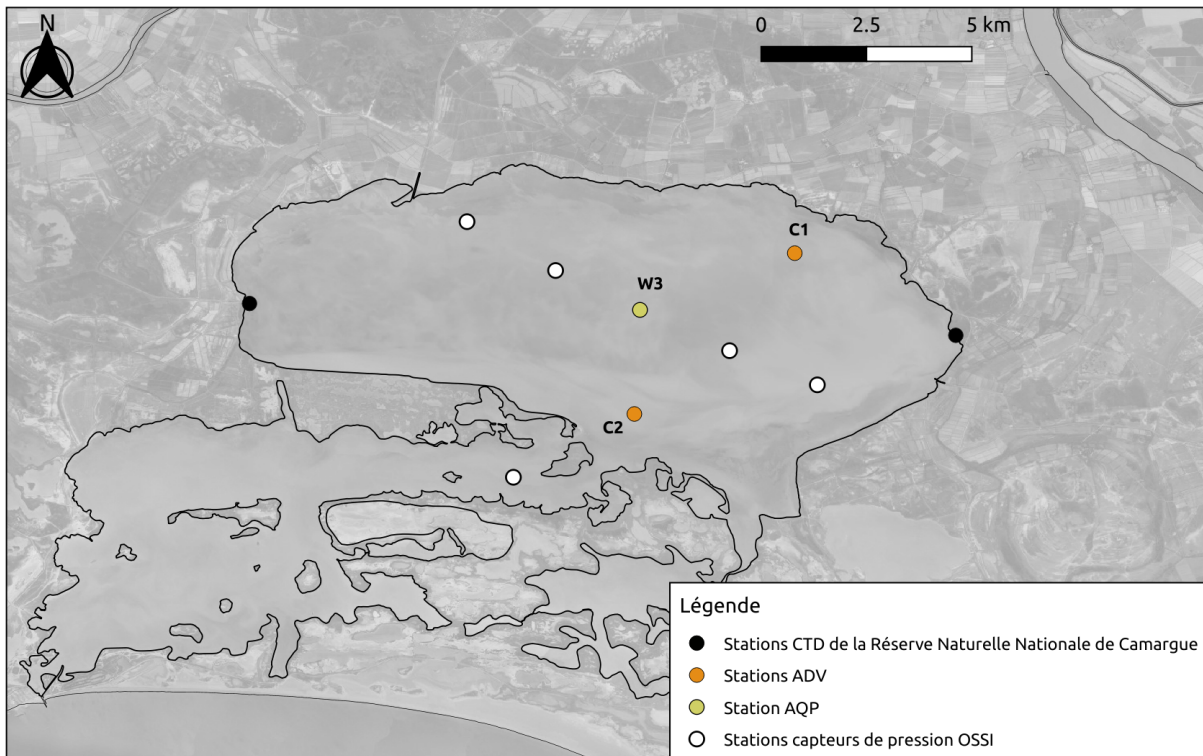 N
0 2.5 5 km
C1
W3
C2
Légende
Stations CTD de la Réserve Naturelle Nationale de Camargue
Stations ADV
Station AQP
Stations capteurs de pression OSSI